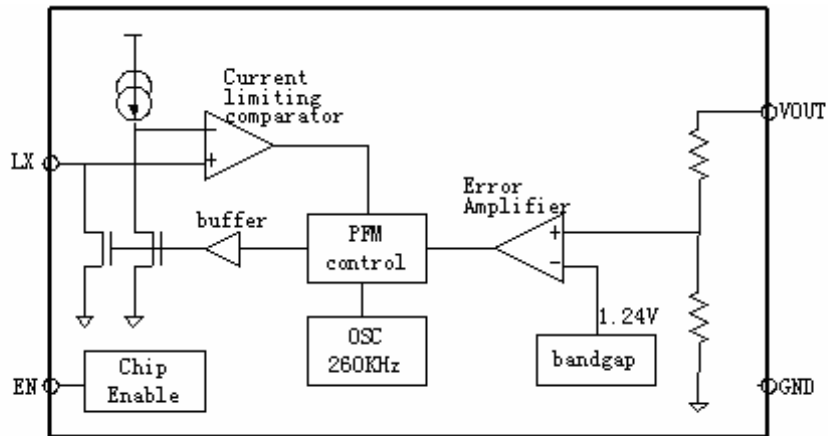 Current
limiting
comparator
VOUT
LX
-
+
Error
Amplifier
buffer
PFM
control
+
-
1.24V
OSC
260KHz
bandgap
Chip
Enable
EN
GND